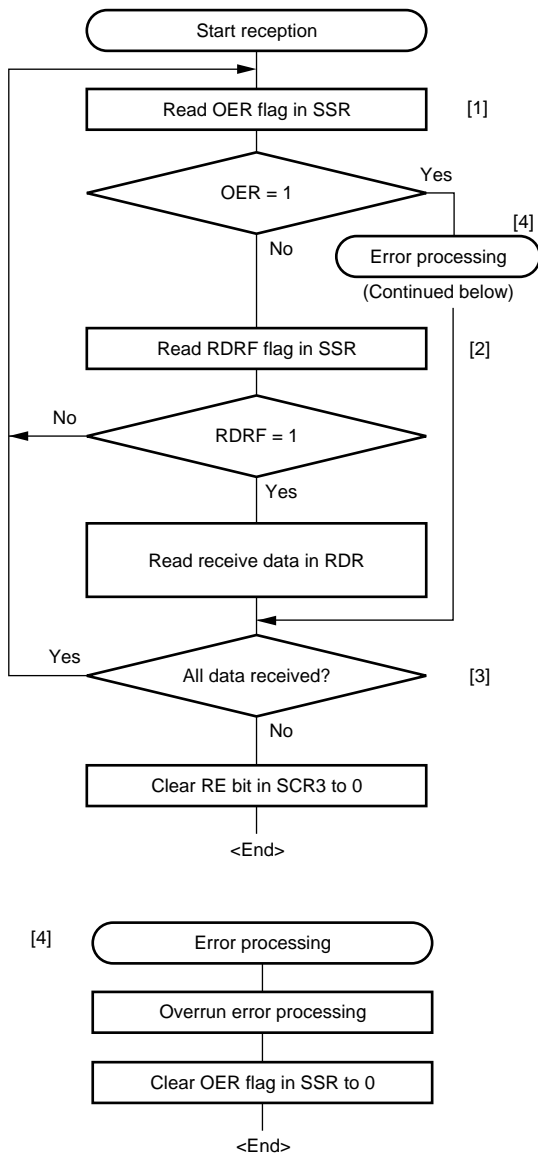 Start reception
Read OER flag in SSR
[1]
OER = 1
Yes
No
[4]
Error processing
(Continued below)
Read RDRF flag in SSR
[2]
No
RDRF = 1
Yes
Read receive data in RDR
Yes
All data received?
[3]
No
Clear RE bit in SCR3 to 0
<End>
[4]
Error processing
Overrun error processing
Clear OER flag in SSR to 0
<End>